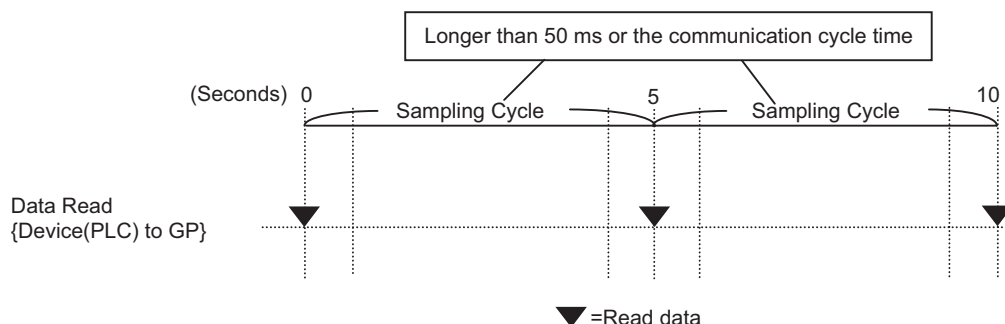 Longer than 50 ms or the communication cycle time
(Seconds) 0 5 10
Sampling Cycle Sampling Cycle
Data Read
{Device(PLC) to GP}
=Read data